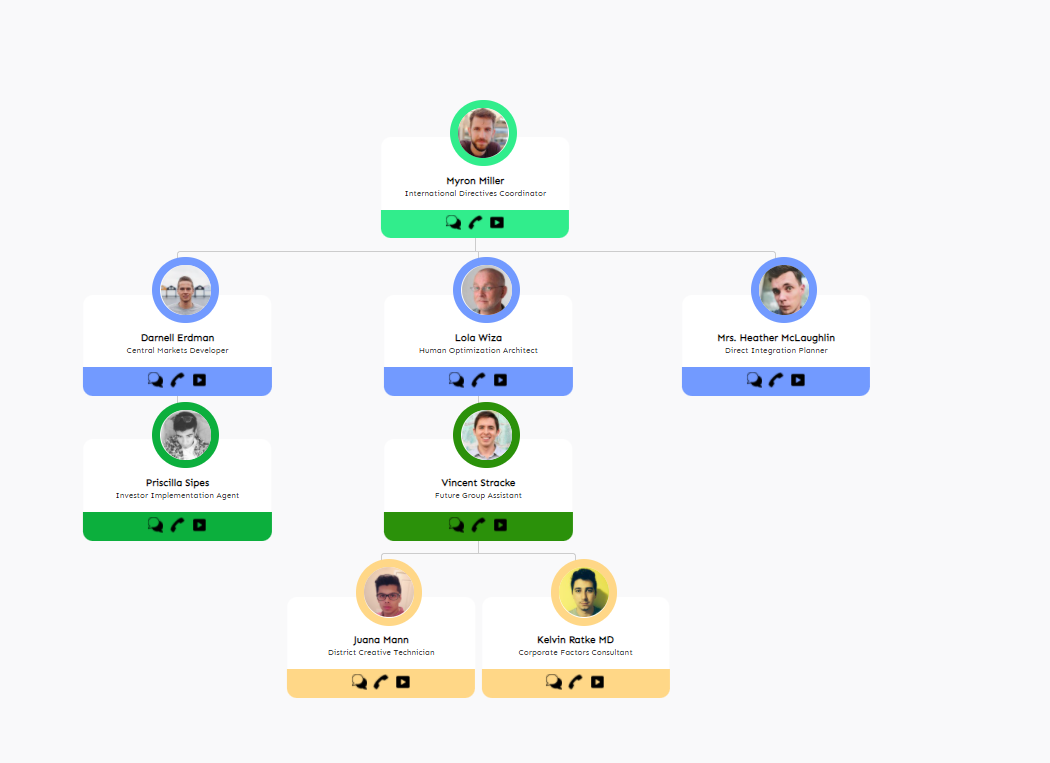 Myron Miller
International Directives Coordinator
Darnell Erdman
Central Markets Developer
Lola Wiza
Human Optimization Architect
Mrs. Heather McLaughlin
Direct Integration Planner
Priscilla Sipes
Investor Implementation Agent
Vincent Stracke
Future Group Assistant
Juana Mann
District Creative Technician
Kelvin Ratke MD
Corporate Factors Consultant